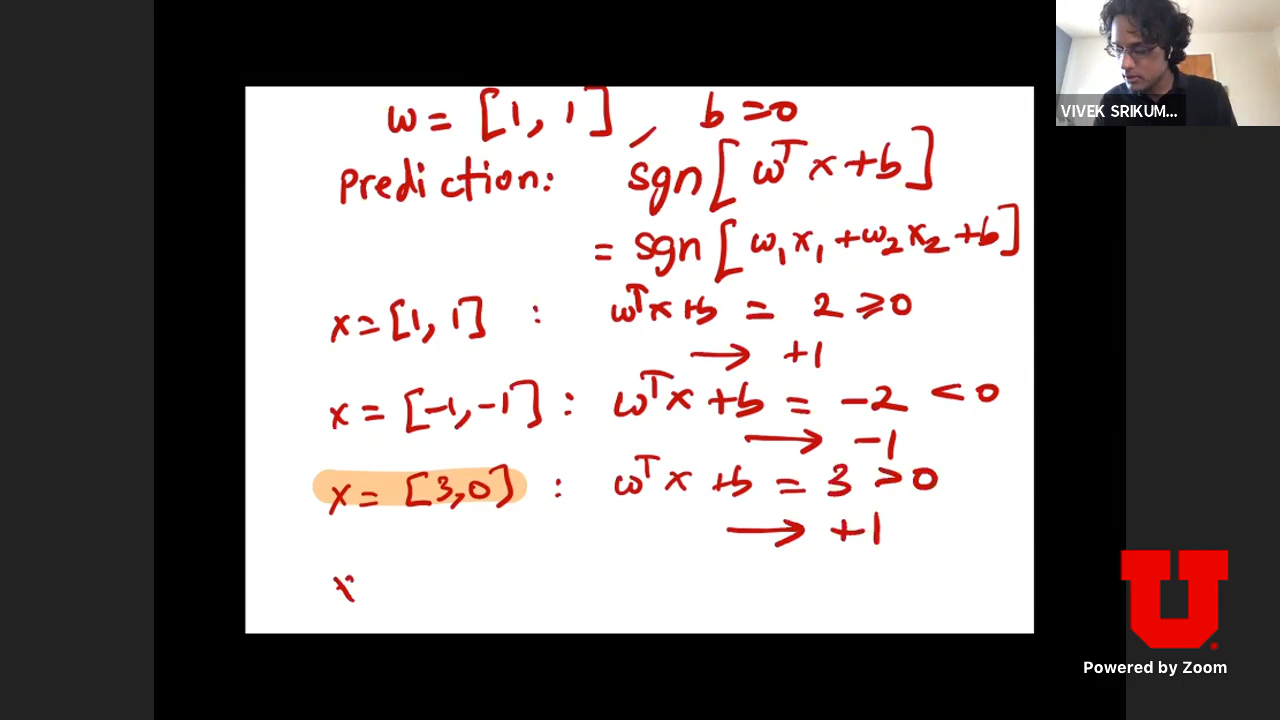 w = [1, 1], b = 0
VIVEK SRIKUM...
Prediction: sgn[wᵀx+b]
= sgn[w₁x₁+w₂x₂+b]
x = [1, 1] : wᵀx+b = 2 ⩾ 0
→ +1
x = [-1,-1] : wᵀx+b = -2 < 0
→ -1
x = [3,0] : wᵀx+b = 3 > 0
→ +1
x
U
Powered by Zoom